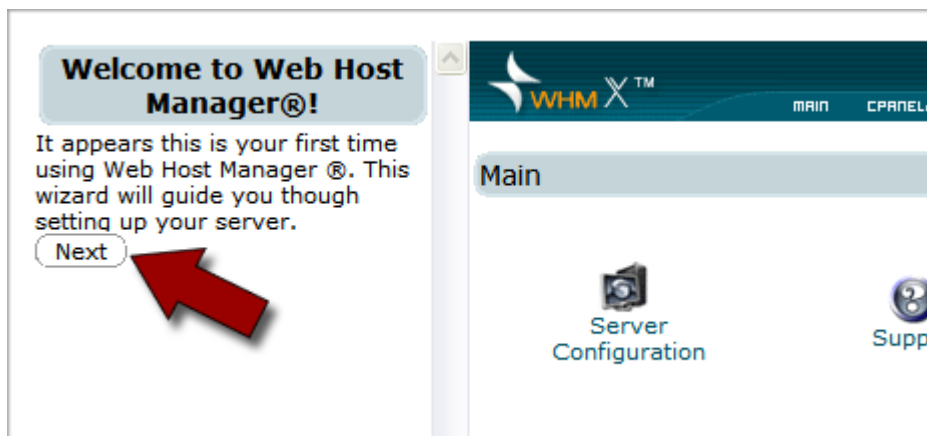 Welcome to Web Host
Manager®!
It appears this is your first time
using Web Host Manager ®. This
wizard will guide you though
setting up your server.
Next
WHM X ™
MAIN
Main
Server
Configuration